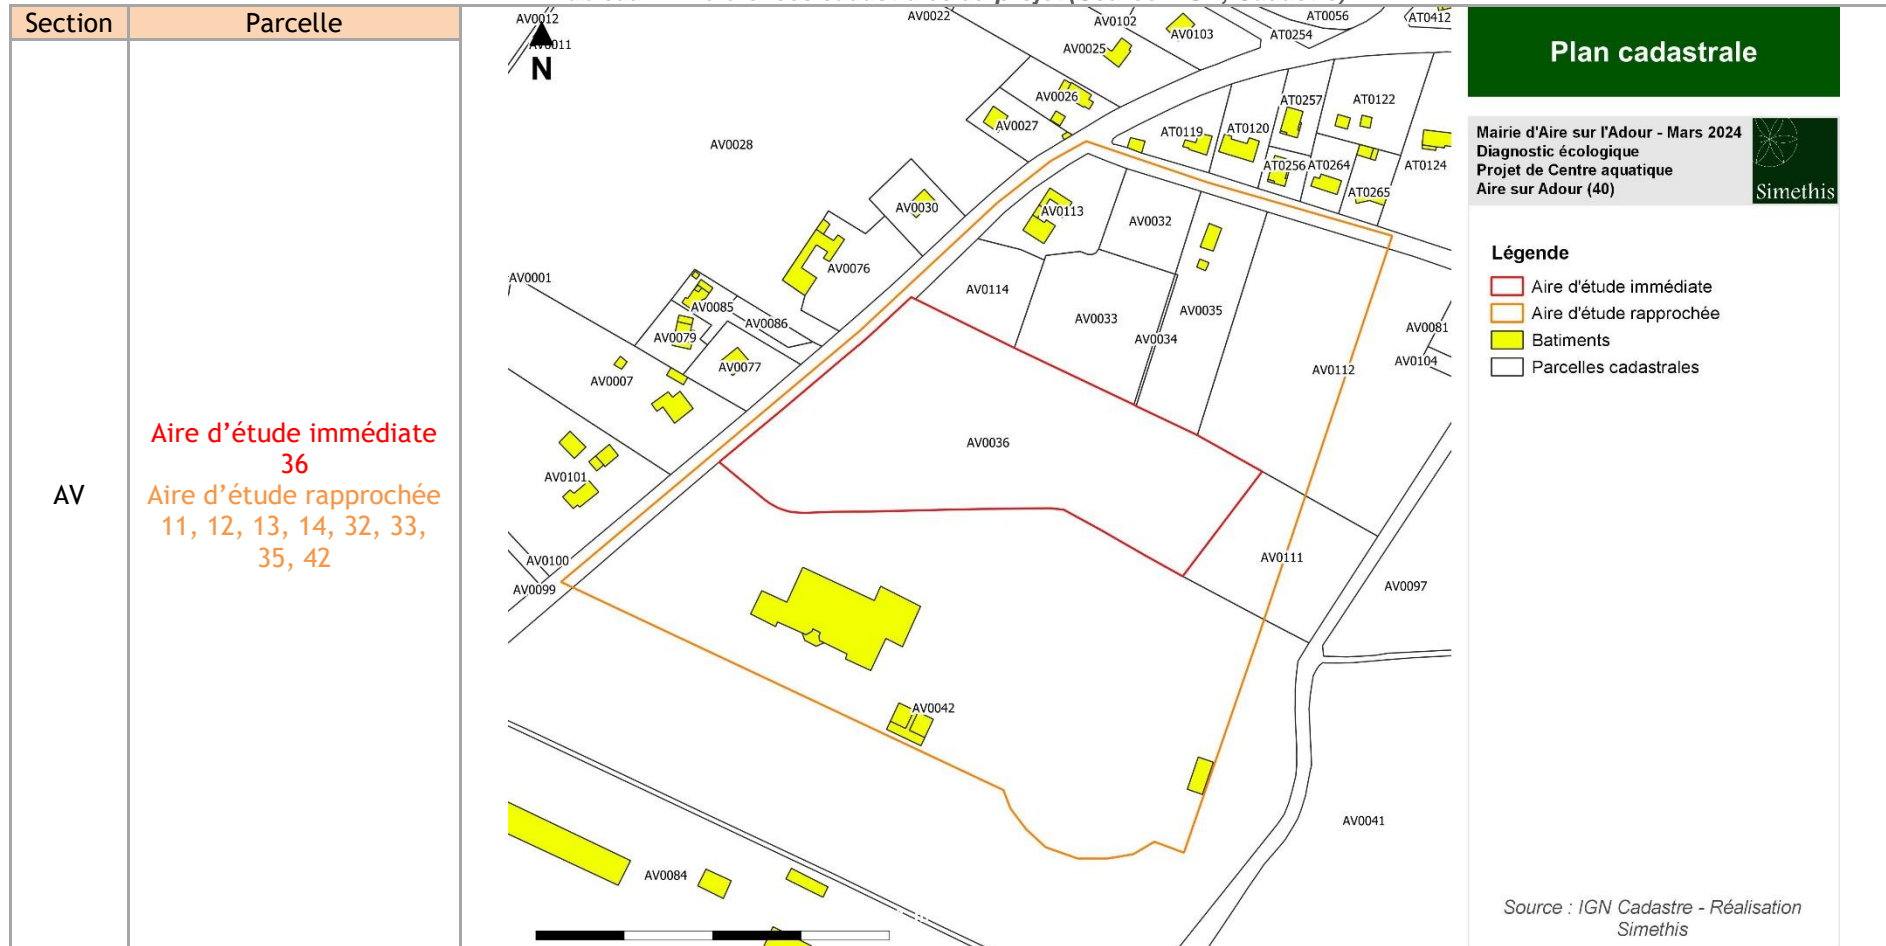 Section
Parcelle
AV
Aire d’étude immédiate
36
Aire d’étude rapprochée
11, 12, 13, 14, 32, 33,
35, 42
N
AV0012
AV0011
AV0022
AV0102
AV0103
AT0056
AT0254
AT0412
AV0025
AV0026
AV0027
AV0028
AT0257
AT0122
AT0119
AT0120
AT0256
AT0264
AT0124
AT0265
AV0030
AV0113
AV0032
AV0076
AV0001
AV0114
AV0085
AV0086
AV0033
AV0035
AV0079
AV0034
AV0081
AV0104
AV0077
AV0112
AV0007
AV0036
AV0101
AV0100
AV0111
AV0099
AV0097
AV0042
AV0041
AV0084
Plan cadastrale
Mairie d'Aire sur l'Adour - Mars 2024
Diagnostic écologique
Projet de Centre aquatique
Aire sur Adour (40)
Simethis
Légende
Aire d'étude immédiate
Aire d'étude rapprochée
Batiments
Parcelles cadastrales
Source : IGN Cadastre - Réalisation
Simethis